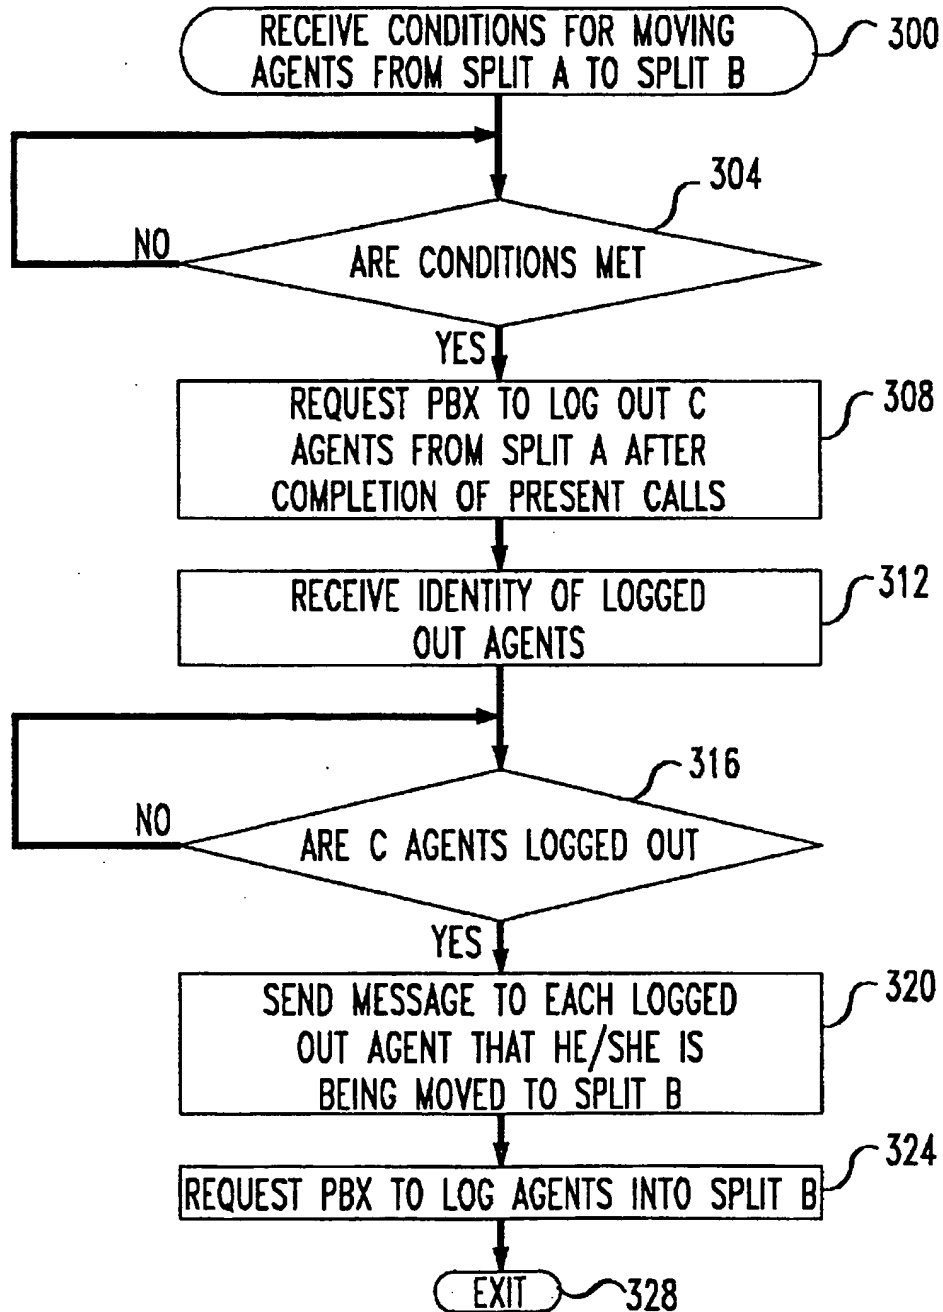 RECEIVE CONDITIONS FOR MOVING
AGENTS FROM SPLIT A TO SPLIT B
300
304
ARE CONDITIONS MET
NO
YES
REQUEST PBX TO LOG OUT C
AGENTS FROM SPLIT A AFTER
COMPLETION OF PRESENT CALLS
308
RECEIVE IDENTITY OF LOGGED
OUT AGENTS
312
316
ARE C AGENTS LOGGED OUT
NO
YES
SEND MESSAGE TO EACH LOGGED
OUT AGENT THAT HE/SHE IS
BEING MOVED TO SPLIT B
320
REQUEST PBX TO LOG AGENTS INTO SPLIT B
324
EXIT
328